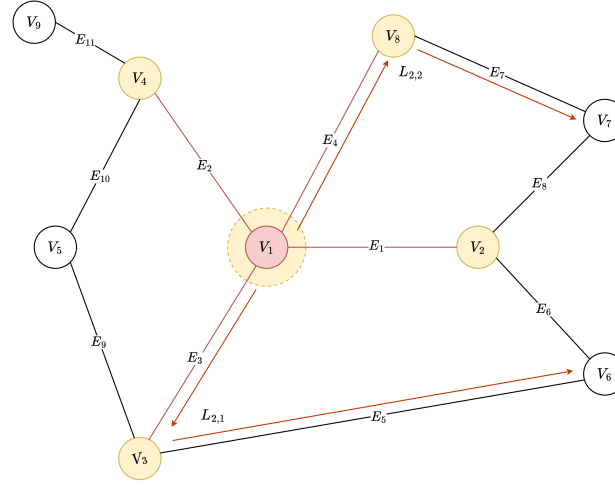 V₉
E₁₁
V₈
V₄
L₂,₂
E₇
V₇
E₄
E₂
E₁₀
E₈
V₅
V₁
E₁
V₂
E₆
E₉
E₃
V₆
L₂,₁
E₅
V₃